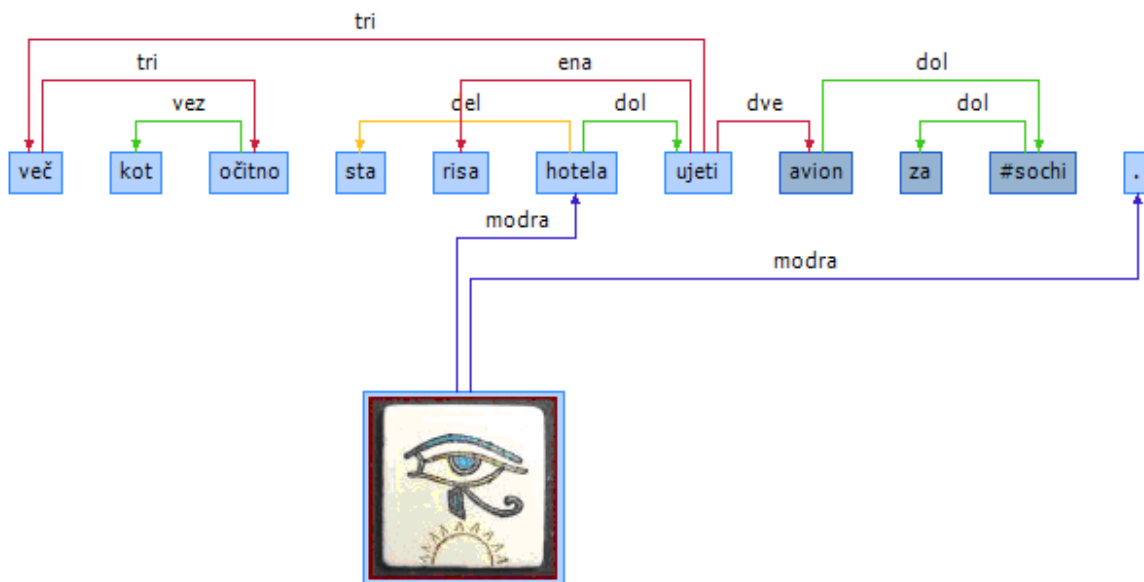 tri
tri ena dol
vez del dol dve dol
več kot očitno sta risa hotela ujeti avion za #sochi .
modra
modra